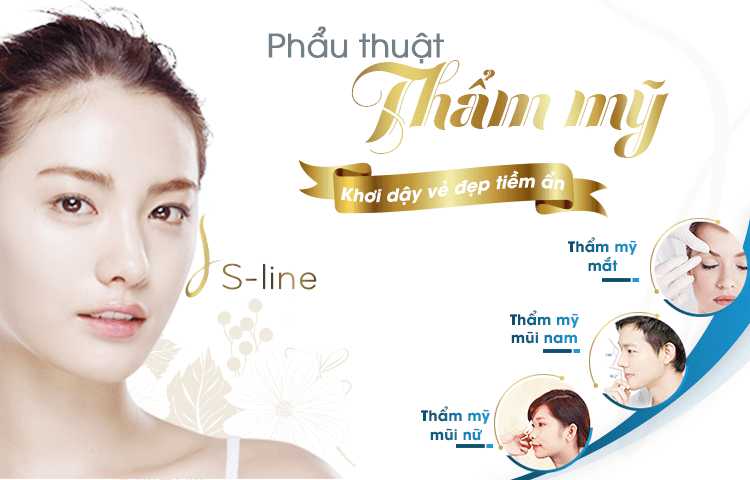 Phẩu thuật
Thẩm mỹ
Khơi dậy vẻ đẹp tiềm ẩn
S-line
Thẩm mỹ
mắt
Thẩm mỹ
mũi nam
Thẩm mỹ
mũi nữ